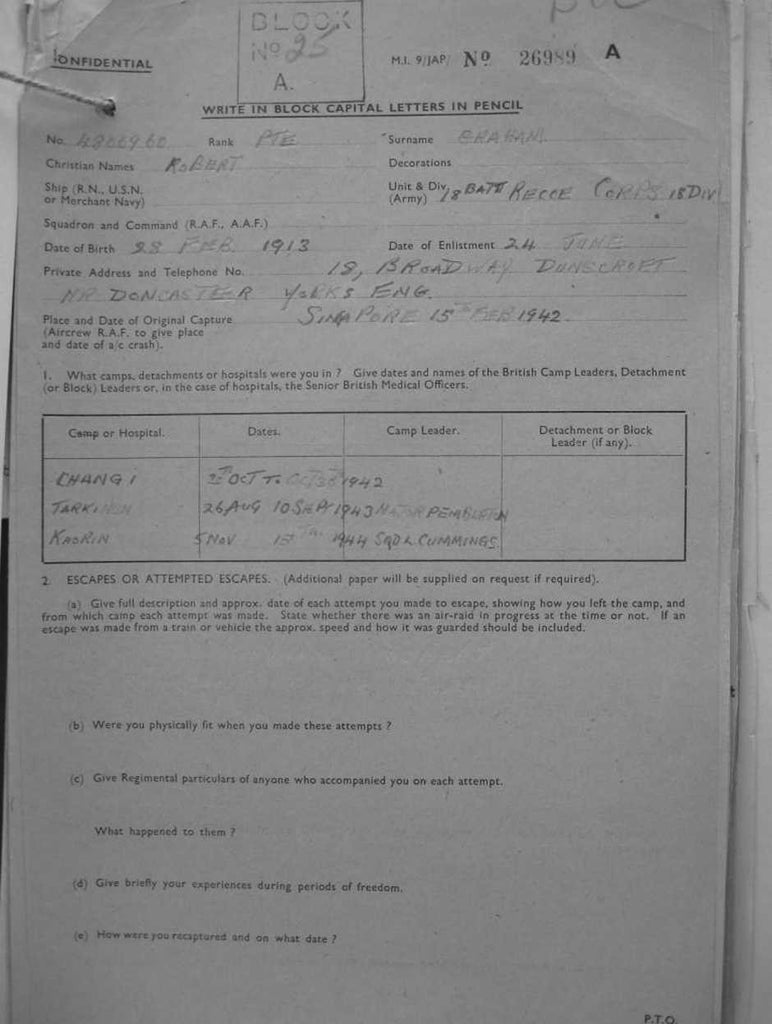 BLOCK
No 25
A.
CONFIDENTIAL
M.I. 9/JAP/ No 26989 A
WRITE IN BLOCK CAPITAL LETTERS IN PENCIL
No. Rank PTE Surname GRAHAM
Christian Names ROBERT Decorations
Ship (R.N., U.S.N. or Merchant Navy)
Unit & Div. (Army) 18 BATT RECCE CORPS 18 DIV
Squadron and Command (R.A.F., A.A.F.)
Date of Birth 28 FEB 1913 Date of Enlistment 24 JUNE
Private Address and Telephone No. 18, BROADWAY DUNSCROFT
NR DONCASTER YORKS ENG.
Place and Date of Original Capture SINGAPORE 15TH FEB 1942.
(Aircrew R.A.F. to give place
and date of a/c crash).
1. What camps, detachments or hospitals were you in ? Give dates and names of the British Camp Leaders, Detachment
(or Block) Leaders or, in the case of hospitals, the Senior British Medical Officers.
Camp or Hospital. Dates. Camp Leader. Detachment or Block
Leader (if any).
CHANGI OCT TO 1942
26 AUG 10 SEP 1943 MAJOR PEMBLETON
5 NOV 1944 SQD L CUMMINGS
2. ESCAPES OR ATTEMPTED ESCAPES. (Additional paper will be supplied on request if required).
(a) Give full description and approx. date of each attempt you made to escape, showing how you left the camp, and
from which camp each attempt was made. State whether there was an air-raid in progress at the time or not. If an
escape was made from a train or vehicle the approx. speed and how it was guarded should be included.
(b) Were you physically fit when you made these attempts ?
(c) Give Regimental particulars of anyone who accompanied you on each attempt.
What happened to them ?
(d) Give briefly your experiences during periods of freedom.
(e) How were you recaptured and on what date ?
P.T.O.